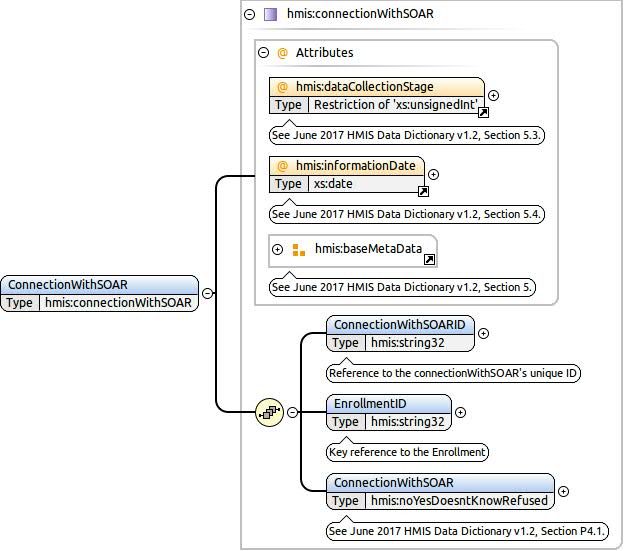 hmis:connectionWithSOAR
@ Attributes
@ hmis:dataCollectionStage
Type Restriction of 'xs:unsignedInt'
See June 2017 HMIS Data Dictionary v1.2, Section 5.3.
@ hmis:informationDate
Type xs:date
See June 2017 HMIS Data Dictionary v1.2, Section 5.4.
hmis:baseMetaData
See June 2017 HMIS Data Dictionary v1.2, Section 5.
ConnectionWithSOAR
Type hmis:connectionWithSOAR
ConnectionWithSOARID
Type hmis:string32
Reference to the connectionWithSOAR's unique ID
EnrollmentID
Type hmis:string32
Key reference to the Enrollment
ConnectionWithSOAR
Type hmis:noYesDoesntKnowRefused
See June 2017 HMIS Data Dictionary v1.2, Section P4.1.